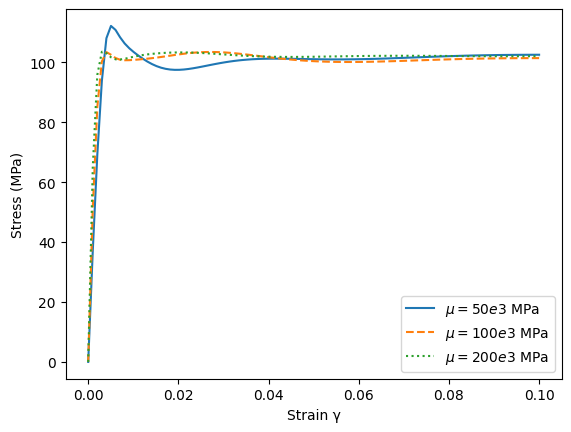 100
80
60
40
20
0
Stress (MPa)
0.00 0.02 0.04 0.06 0.08 0.10
Strain γ
μ = 50e3 MPa
μ = 100e3 MPa
μ = 200e3 MPa